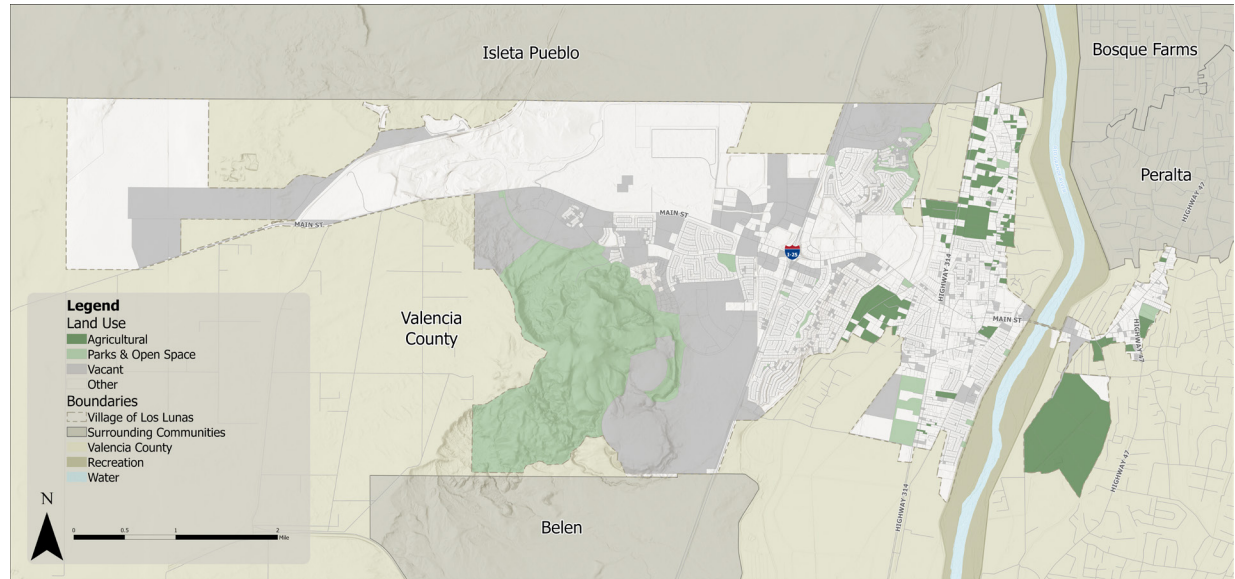 Isleta Pueblo
Bosque Farms
Peralta
HIGHWAY 47
MAIN ST
MAIN ST
I-25
HIGHWAY 314
MAIN ST
HIGHWAY 47
Valencia
County
Legend
Land Use
Agricultural
Parks & Open Space
Vacant
Other
Boundaries
Village of Los Lunas
Surrounding Communities
Valencia County
Recreation
Water
N
0 0.5 1 2
Mile
Belen
HIGHWAY 314
HIGHWAY 47